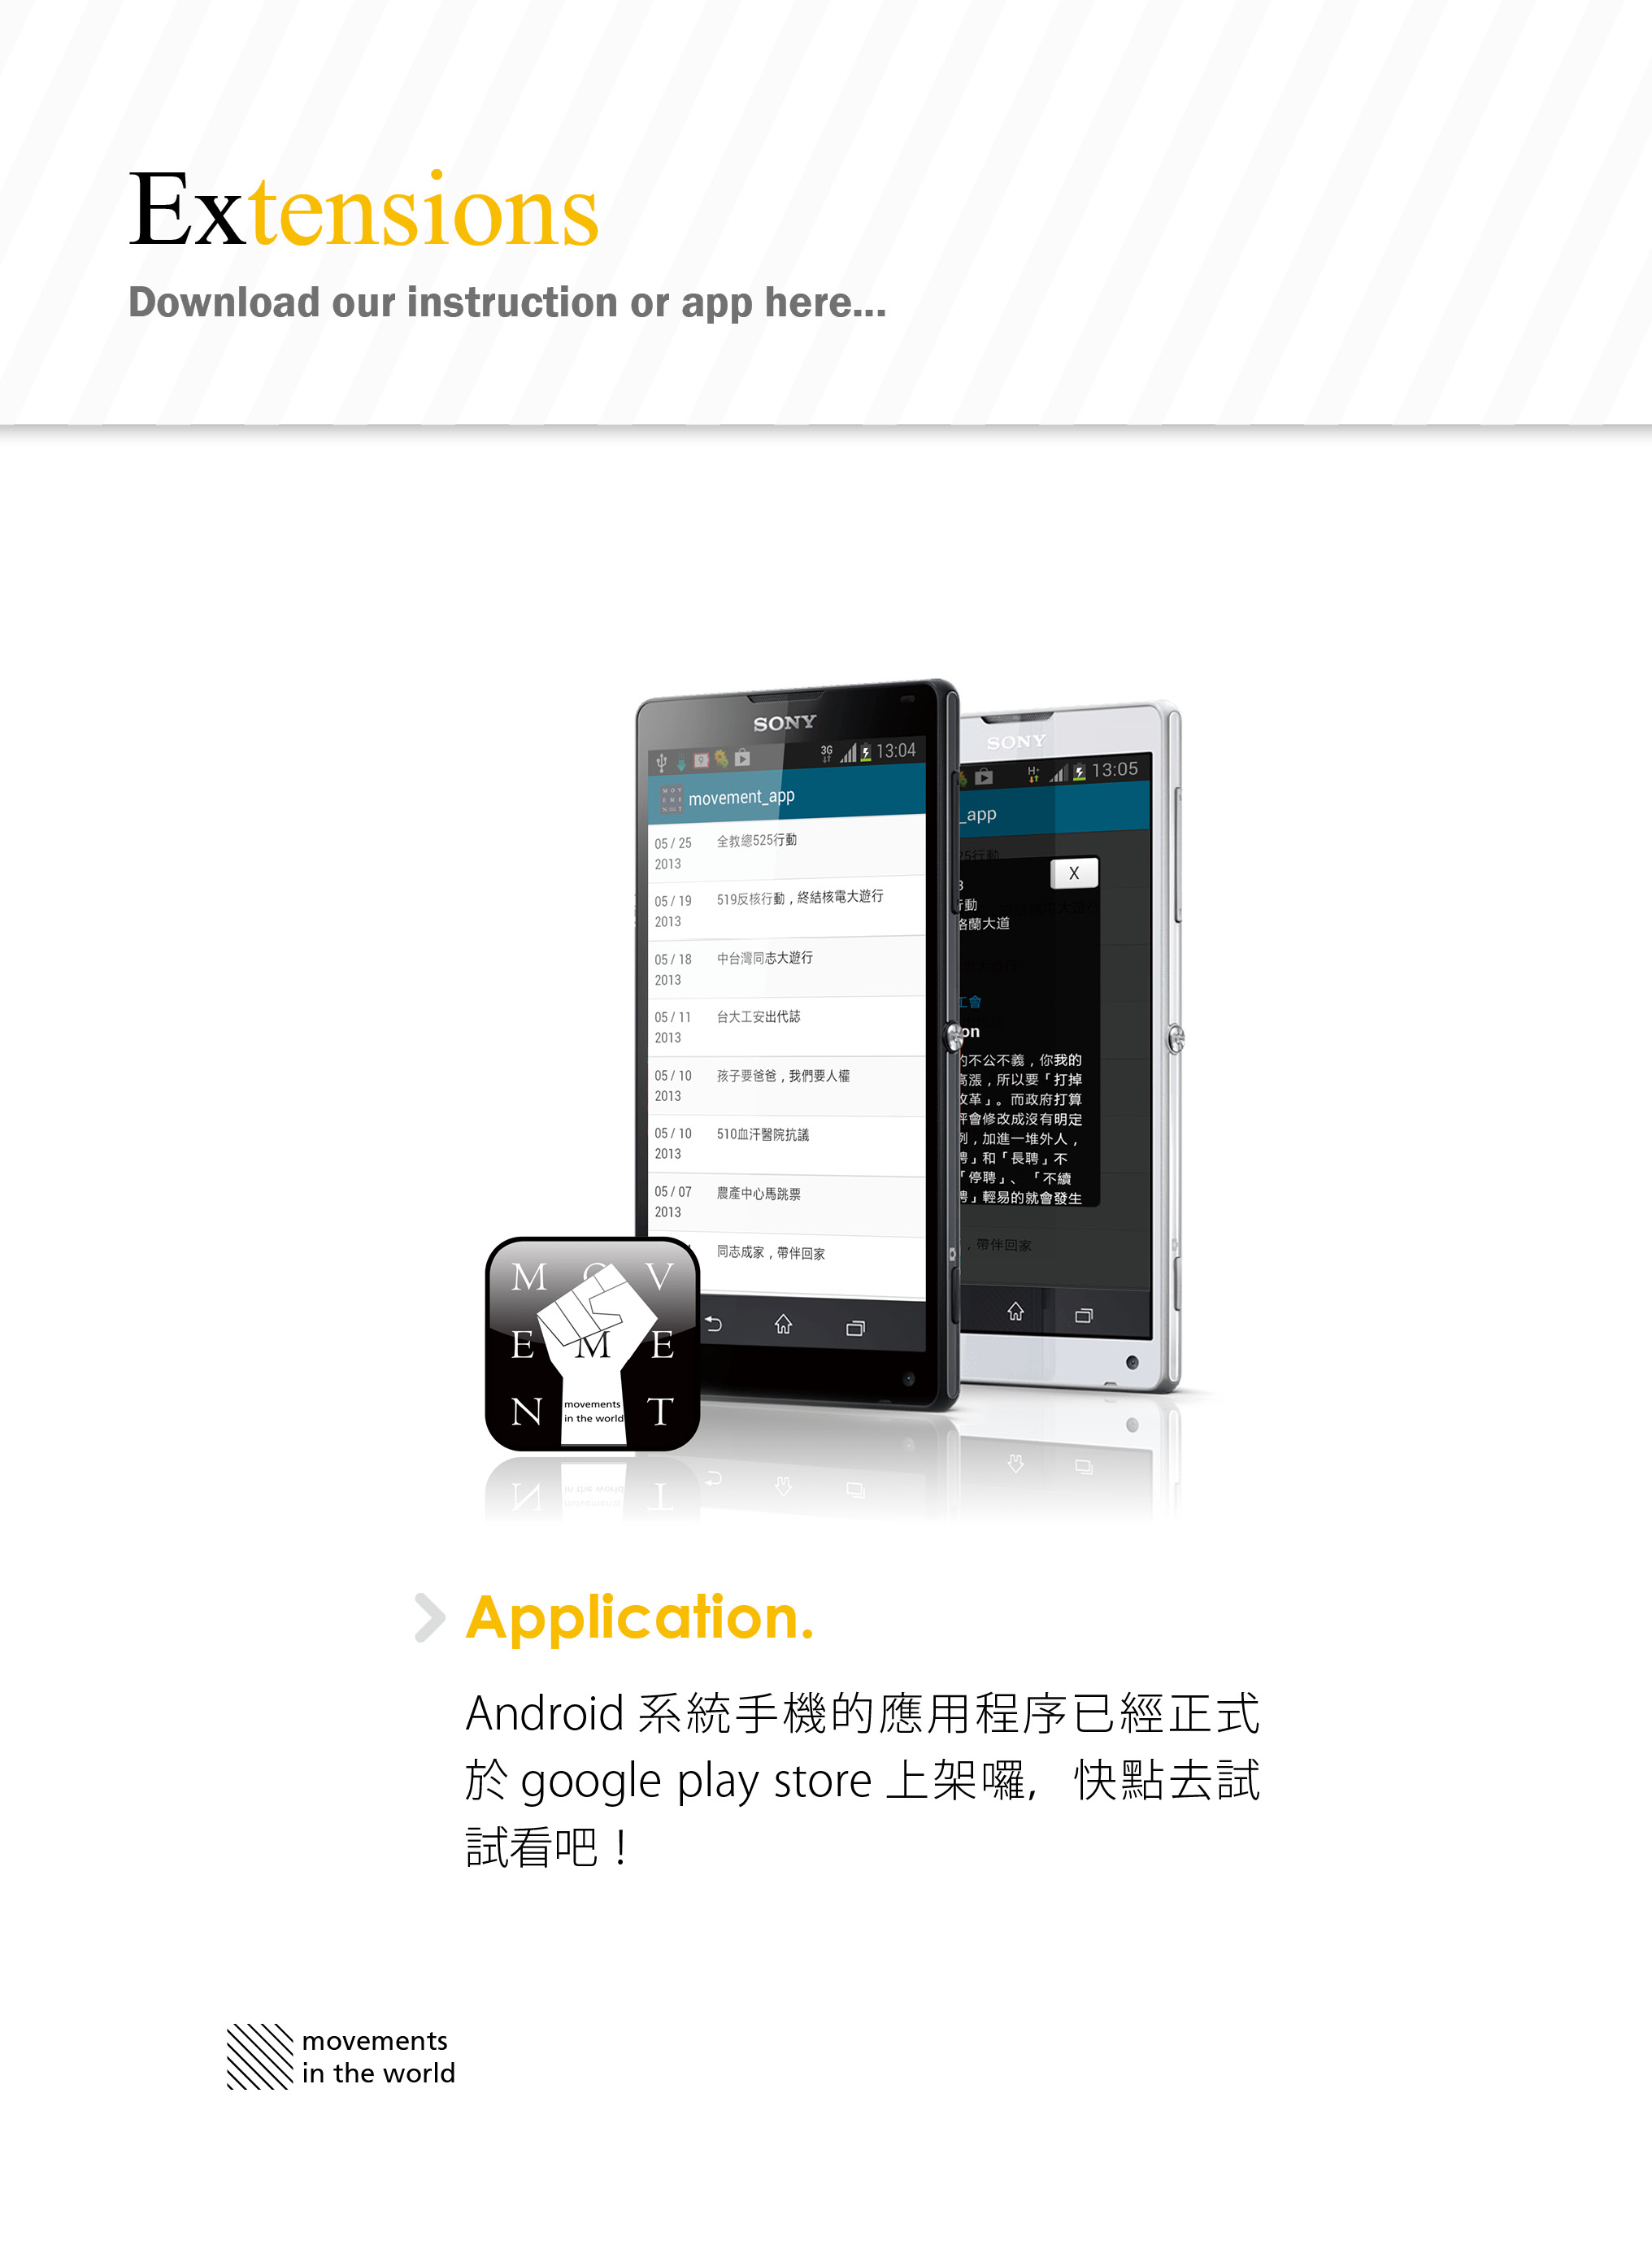 Extensions
Download our instruction or app here...
SONY
3G 13:04
movement_app
05 / 25
2013
全教總525行動
05 / 19
2013
519反核行動，終結核電大遊行
05 / 18
2013
中台灣同志大遊行
05 / 11
2013
台大工安出代誌
05 / 10
2013
孩子要爸爸，我們要人權
05 / 10
2013
510血汗醫院抗議
05 / 07
2013
農產中心馬跳票
同志成家，帶伴回家
SONY
H+ 13:05
_app
25行動
X
行動
格蘭大道
工會
on
的不公不義，你我的
高漲，所以要「打掉
改革」。而政府打算
評會修改成沒有明定
列，加進一堆外人，
聘」和「長聘」不
「停聘」、「不續
聘」輕易的就會發生
，帶伴回家
M O V
E M E
N T
movements
in the world
Application.
Android 系統手機的應用程序已經正式
於 google play store 上架囉，快點去試
試看吧！
movements
in the world